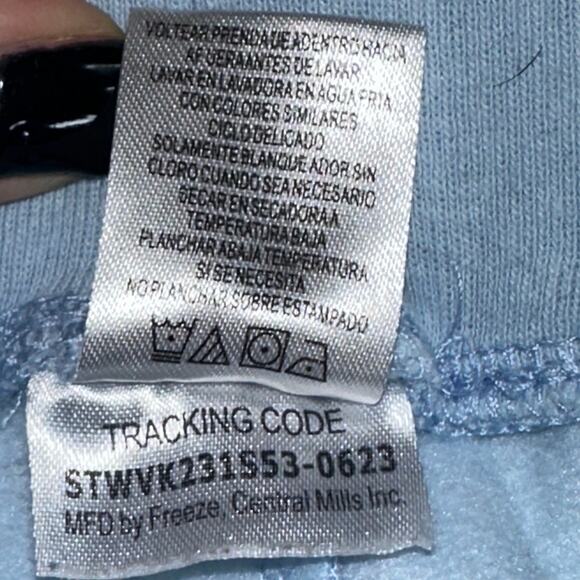 VOLTEAR PRENDA DE ADENTRO HACIA
AFUERA ANTES DE LAVAR
LAVAR EN LAVADORA EN AGUA FRIA
CON COLORES SIMILARES
CICLO DELICADO
SOLAMENTE BLANQUEADOR SIN
CLORO CUANDO SEA NECESARIO
SECAR EN SECADORA A
TEMPERATURA BAJA
PLANCHAR A BAJA TEMPERATURA
SI SE NECESITA
NO PLANCHAR SOBRE ESTAMPADO
TRACKING CODE
STWVK231S53-0623
MFD by Freeze, Central Mills Inc.